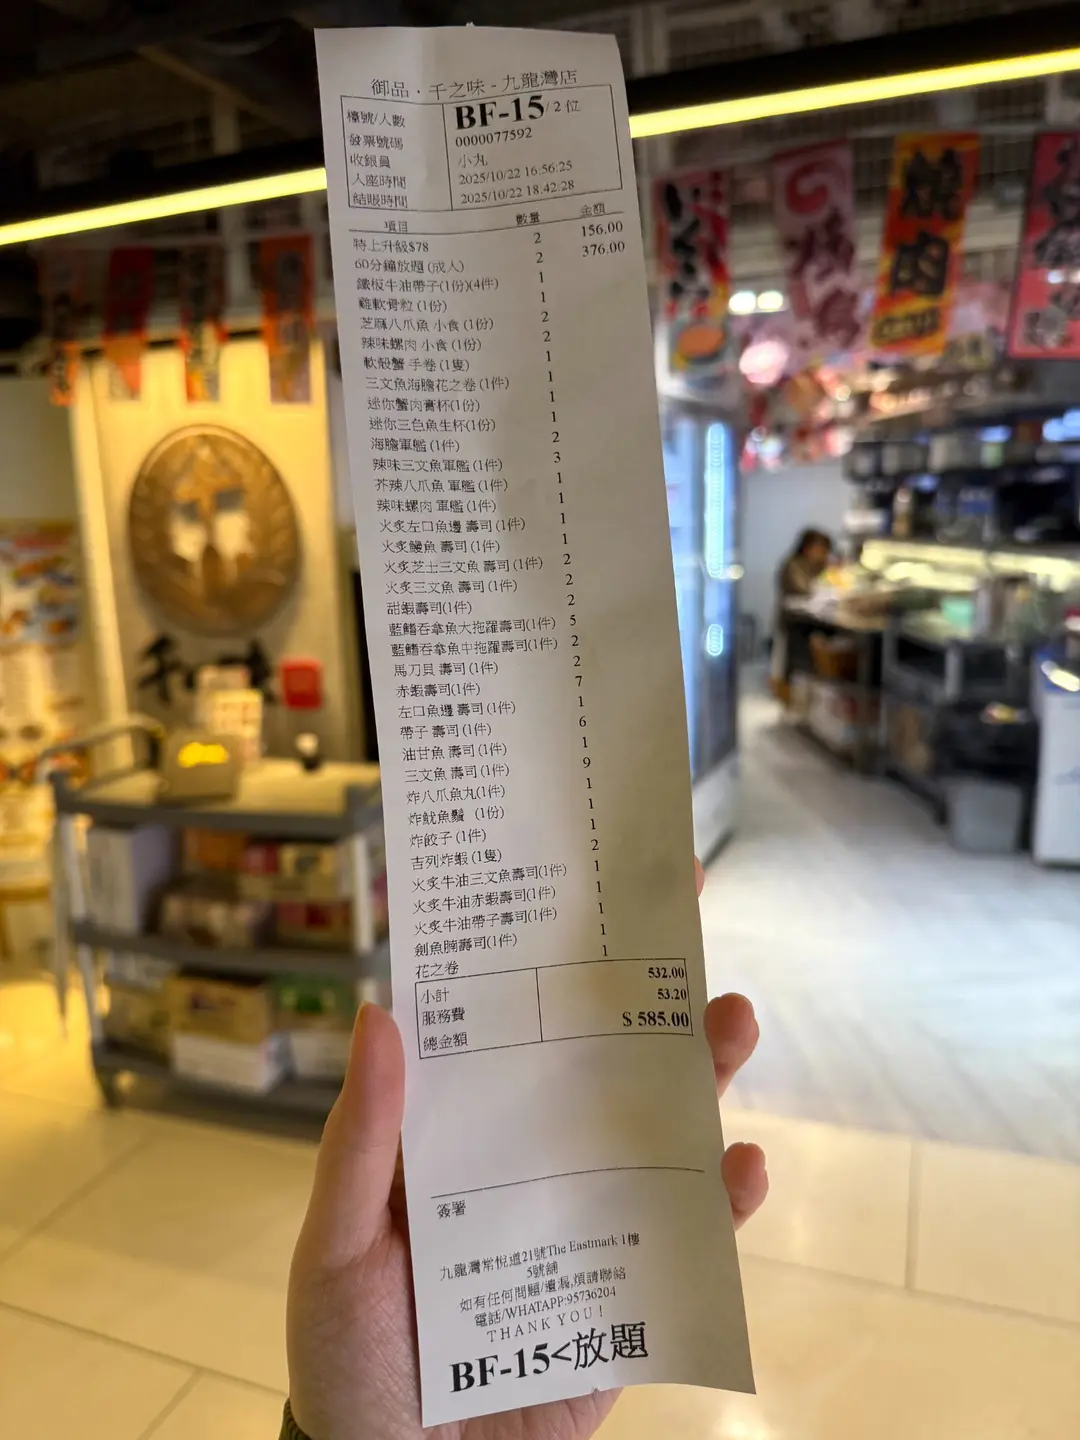 御品．千之味 - 九龍灣店
檯號/人數 BF-15 / 2 位
發票號碼 0000077592
收銀員 小丸
入座時間 2025/10/22 16:56:25
結賬時間 2025/10/22 18:42:28
項目 數量 金額
特上升級$78 2 156.00
60分鐘放題 (成人) 2 376.00
鐵板牛油帶子(1份)(4件) 1
雞軟骨粒 (1份) 1
芝麻八爪魚 小食 (1份) 2
辣味螺肉 小食 (1份) 2
軟殼蟹 手卷 (1隻) 1
三文魚海膽花之卷 (1件) 1
迷你蟹肉膏杯(1份) 1
迷你三色魚生杯(1份) 1
海膽軍艦 (1件) 2
辣味三文魚軍艦 (1件) 3
芥辣八爪魚 軍艦 (1件) 1
辣味螺肉 軍艦 (1件) 1
火炙左口魚邊 壽司 (1件) 1
火炙鰻魚 壽司 (1件) 1
火炙芝士三文魚 壽司 (1件) 2
火炙三文魚 壽司 (1件) 2
甜蝦壽司(1件) 2
藍鰭吞拿魚大拖羅壽司(1件) 5
藍鰭吞拿魚中拖羅壽司(1件) 2
馬刀貝 壽司 (1件) 2
赤蝦壽司(1件) 7
左口魚邊 壽司 (1件) 1
帶子 壽司 (1件) 6
油甘魚 壽司 (1件) 1
三文魚 壽司 (1件) 9
炸八爪魚丸(1件) 1
炸魷魚鬚 (1份) 1
炸餃子 (1件) 1
吉列炸蝦 (1隻) 2
火炙牛油三文魚壽司(1件) 1
火炙牛油赤蝦壽司(1件) 1
火炙牛油帶子壽司(1件) 1
劍魚腩壽司(1件) 1
花之卷 1
小計 532.00
服務費 53.20
總金額 $ 585.00
簽署
九龍灣常悅道21號The Eastmark 1樓
5號舖
如有任何問題/遺漏,煩請聯絡
電話/WHATAPP:95736204
THANK YOU !
BF-15<放題
燒肉